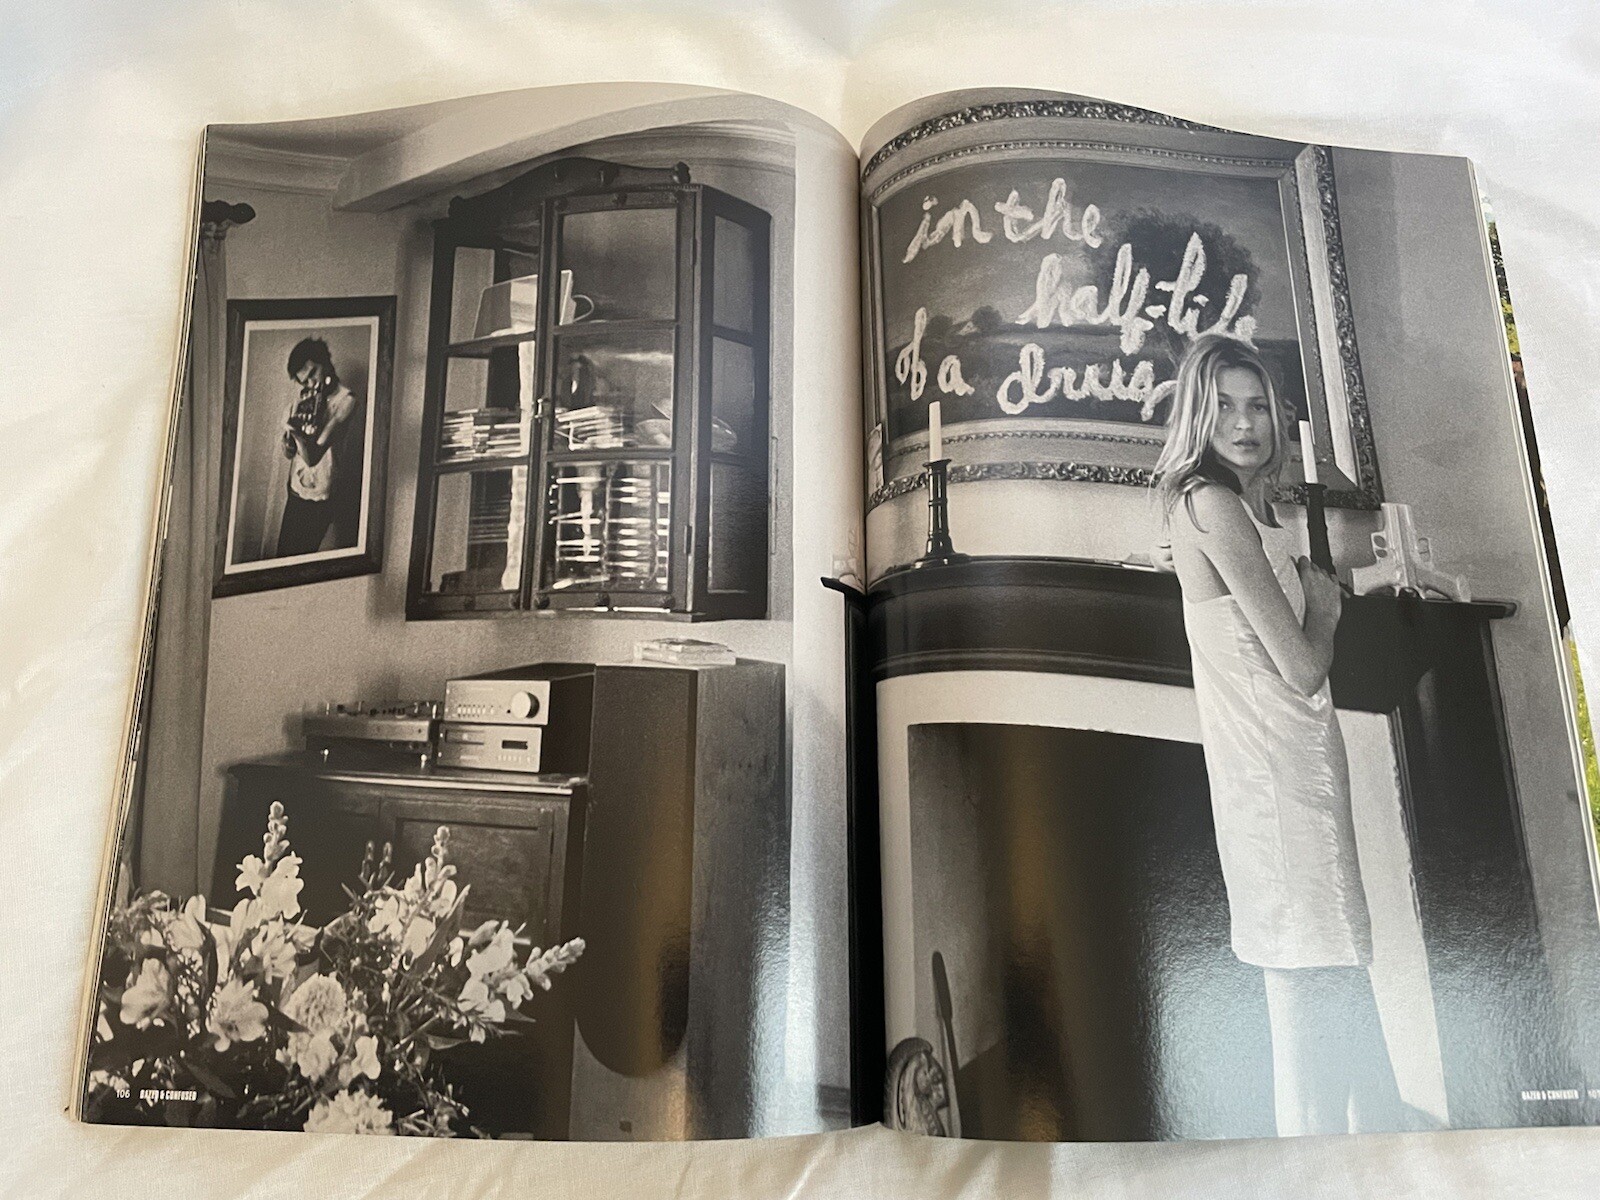 in the
half-life
of a drug
106 DAZED & CONFUSED
DAZED & CONFUSED